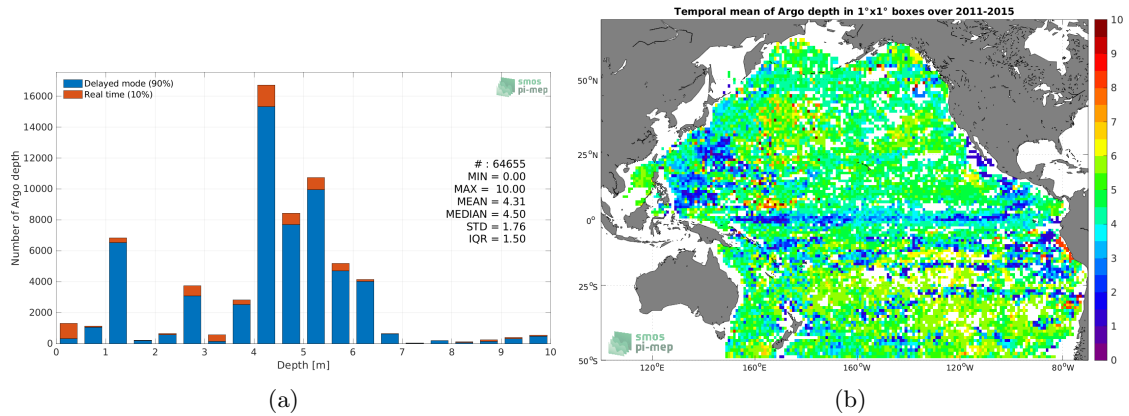 Delayed mode (90%)
Real time (10%)
smos
pi-mep
# : 64655
MIN = 0.00
MAX = 10.00
MEAN = 4.31
MEDIAN = 4.50
STD = 1.76
IQR = 1.50
Number of Argo depth
16000
14000
12000
10000
8000
6000
4000
2000
0
0 1 2 3 4 5 6 7 8 9 10
Depth [m]
(a)
Temporal mean of Argo depth in 1°x1° boxes over 2011-2015
50°N
25°N
0°
25°S
50°S
120°E 160°E 160°W 120°W 80°W
smos
pi-mep
10
9
8
7
6
5
4
3
2
1
0
(b)